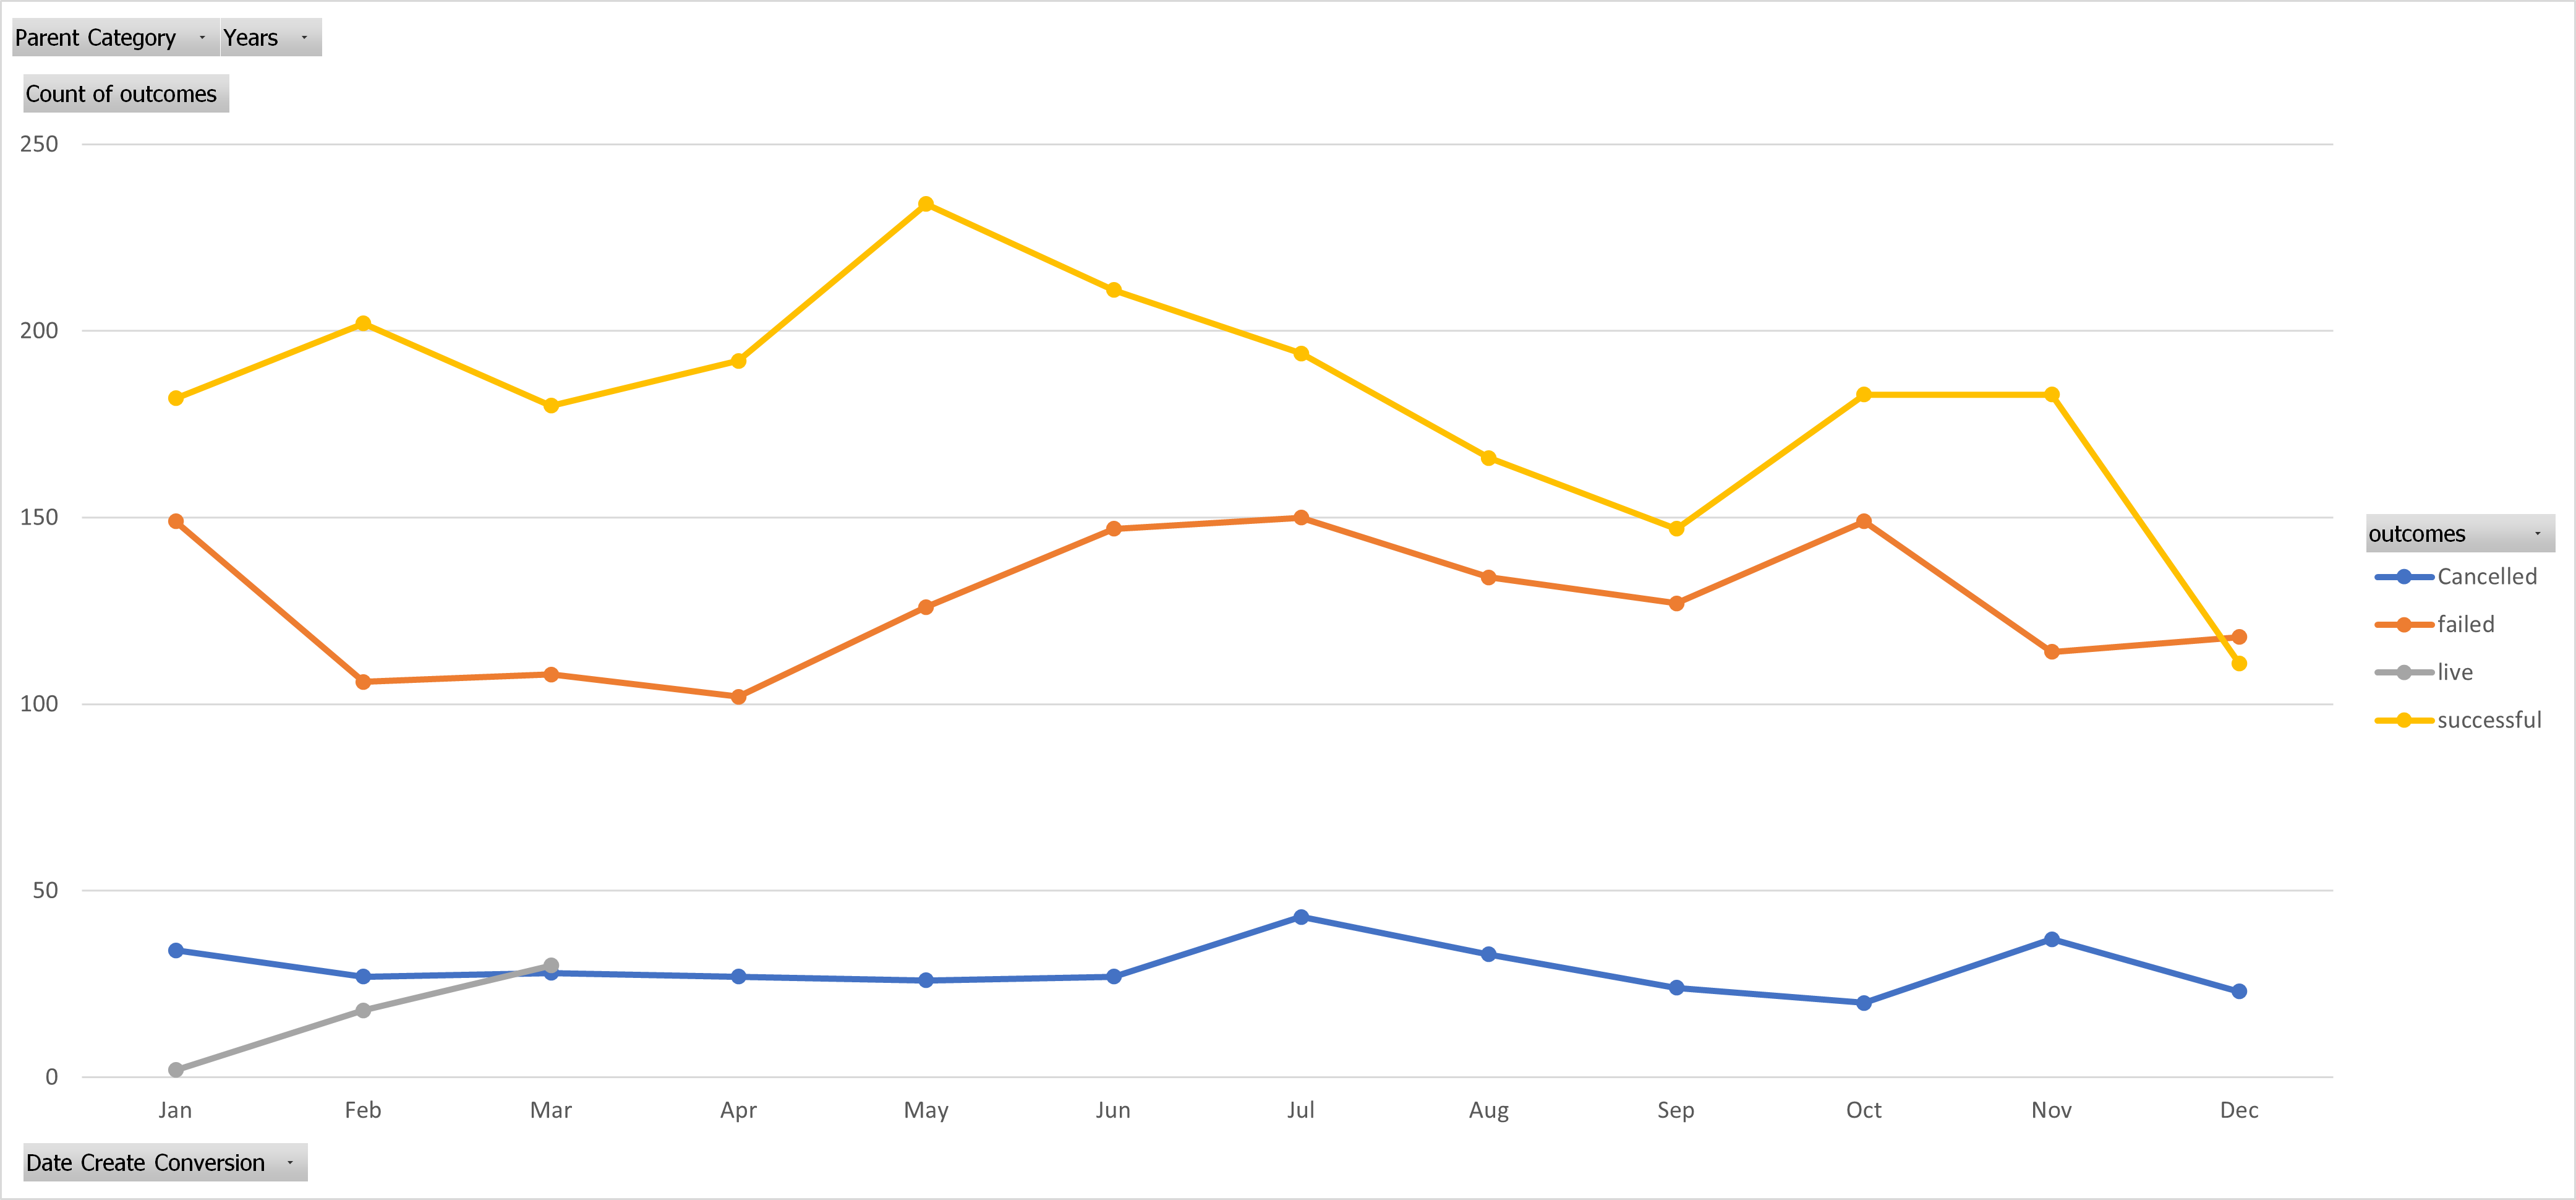 Parent Category Years
Count of outcomes
250
200
150
100
50
0
Jan Feb Mar Apr May Jun Jul Aug Sep Oct Nov Dec
Date Create Conversion
outcomes
Cancelled
failed
live
successful